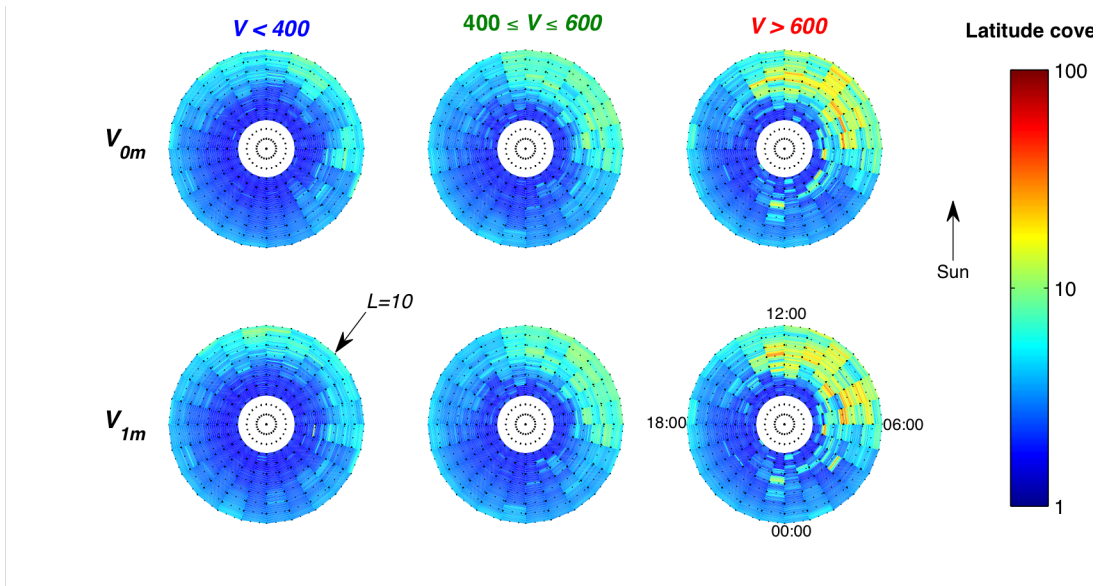 V < 400
400 ≤ V ≤ 600
V > 600
Latitude cove
V0m
100
10
1
Sun
L=10
V1m
12:00
18:00
06:00
00:00